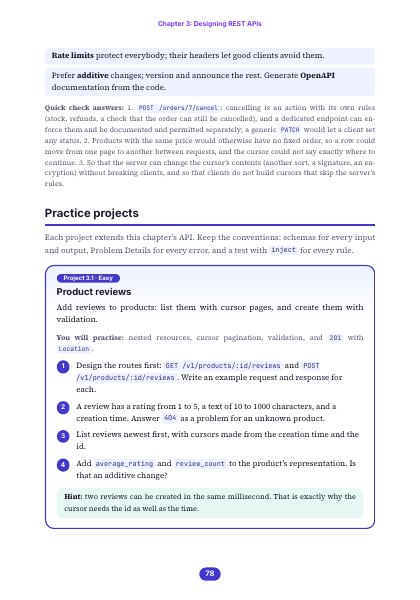 Chapter 3: Designing REST APIs
Rate limits protect everybody; their headers let good clients avoid them.
Prefer additive changes; version and announce the rest. Generate OpenAPI
documentation from the code.
Quick check answers: 1. POST /orders/7/cancel: cancelling is an action with its own rules
(stock, refunds, a check that the order can still be cancelled), and a dedicated endpoint can en-
force them and be documented and permitted separately; a generic PATCH would let a client set
any status. 2. Products with the same price would otherwise have no fixed order, so a row could
move from one page to another between requests, and the cursor could not say exactly where to
continue. 3. So that the server can change the cursor's contents (another sort, a signature, an en-
cryption) without breaking clients, and so that clients do not build cursors that skip the server's
rules.
Practice projects
Each project extends this chapter's API. Keep the conventions: schemas for every input
and output, Problem Details for every error, and a test with inject for every rule.
Project 3.1 · Easy
Product reviews
Add reviews to products: list them with cursor pages, and create them with
validation.
You will practise: nested resources, cursor pagination, validation, and 201 with
Location.
1 Design the routes first: GET /v1/products/:id/reviews and POST
/v1/products/:id/reviews. Write an example request and response for
each.
2 A review has a rating from 1 to 5, a text of 10 to 1000 characters, and a
creation time. Answer 404 as a problem for an unknown product.
3 List reviews newest first, with cursors made from the creation time and the
id.
4 Add average_rating and review_count to the product's representation. Is
that an additive change?
Hint: two reviews can be created in the same millisecond. That is exactly why the
cursor needs the id as well as the time.
78